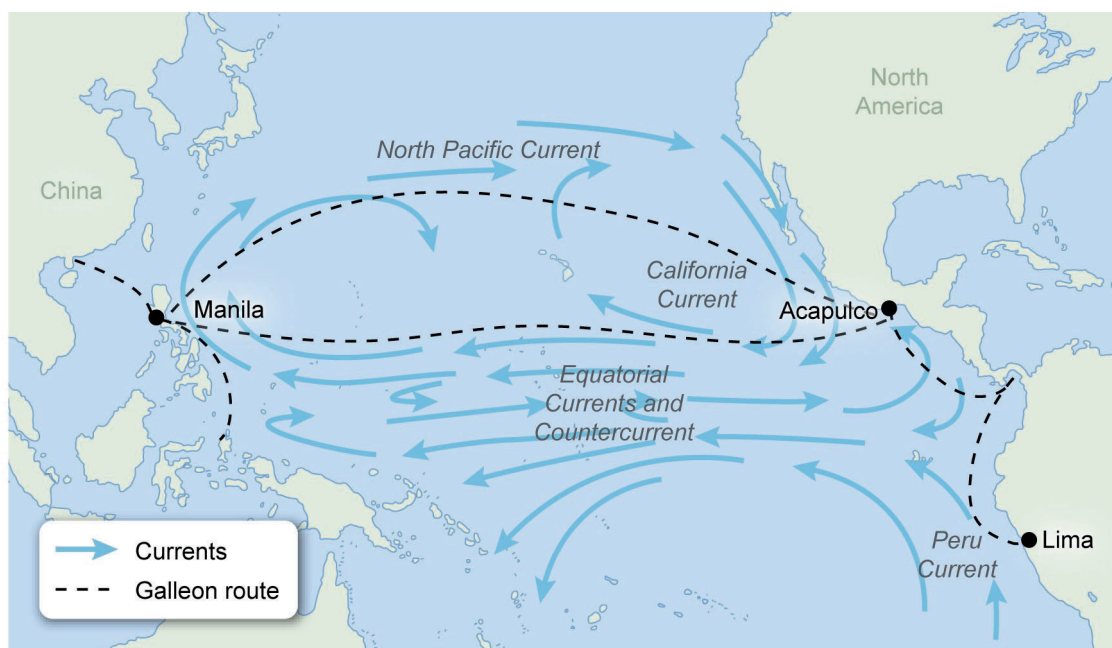 North
America
North Pacific Current
China
California
Current
Manila
Acapulco
Equatorial
Currents and
Countercurrent
Peru
Current
Lima
Currents
Galleon route